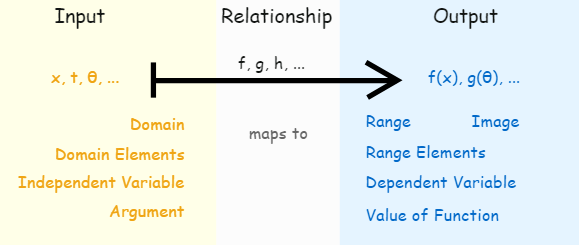 Input
Relationship
Output
x, t, θ, ...
f, g, h, ...
f(x), g(θ), ...
Domain
Domain Elements
Independent Variable
Argument
maps to
Range Image
Range Elements
Dependent Variable
Value of Function